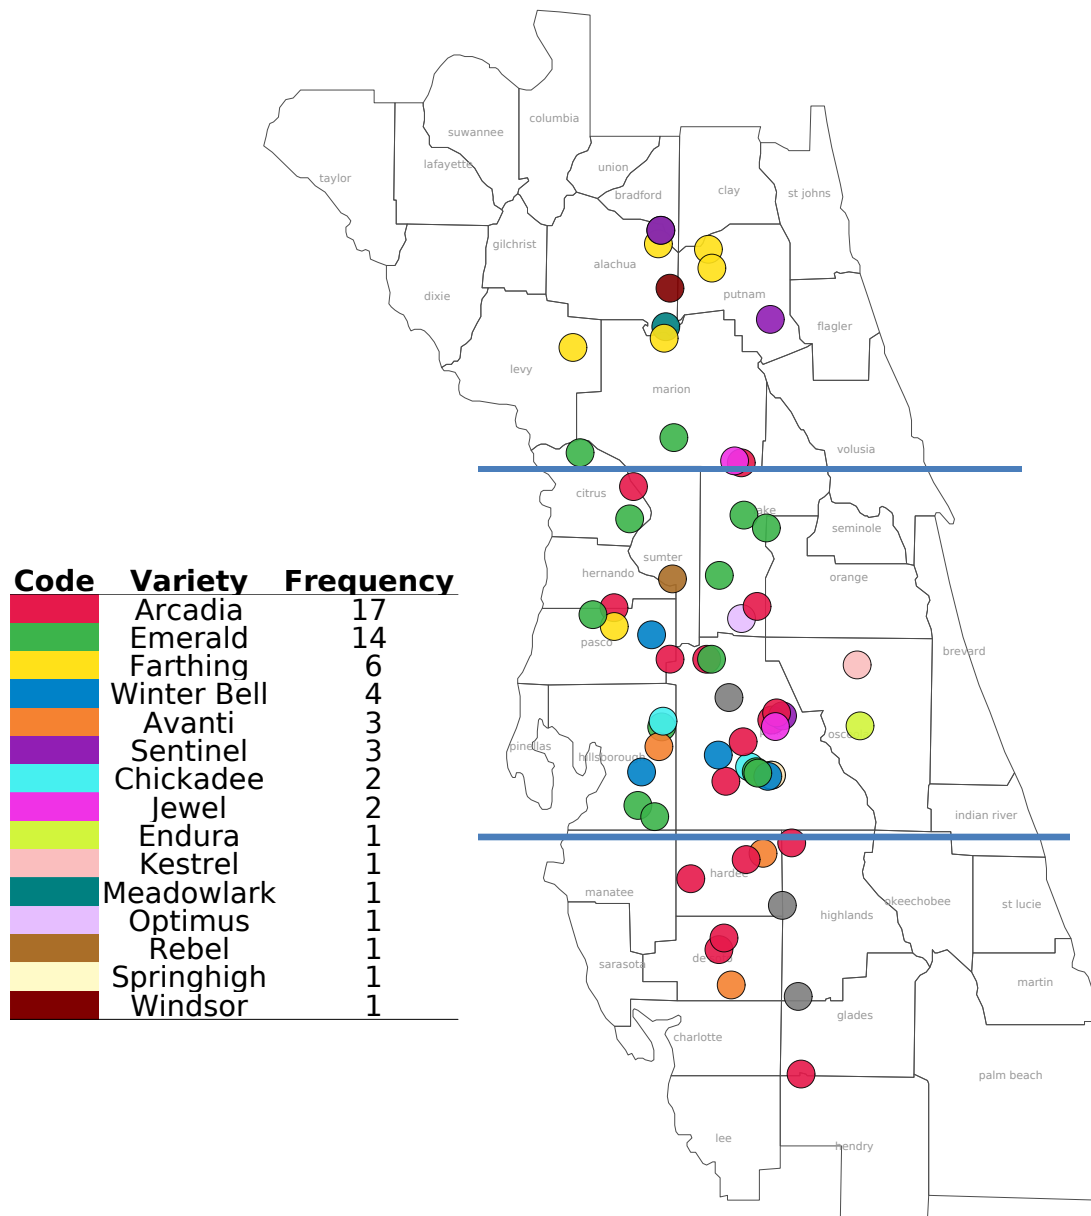 columbia
suwannee
lafayette
union
taylor
bradford
clay
st johns
gilchrist
alachua
dixie
putnam
flagler
levy
marion
volusia
citrus
seminole
sumter
hernando
orange
pasco
brevard
pinellas
hillsborough
indian river
hardee
manatee
highlands
okeechobee
st lucie
sarasota
martin
glades
charlotte
palm beach
lee
hendry
Code Variety Frequency
Arcadia 17
Emerald 14
Farthing 6
Winter Bell 4
Avanti 3
Sentinel 3
Chickadee 2
Jewel 2
Endura 1
Kestrel 1
Meadowlark 1
Optimus 1
Rebel 1
Springhigh 1
Windsor 1